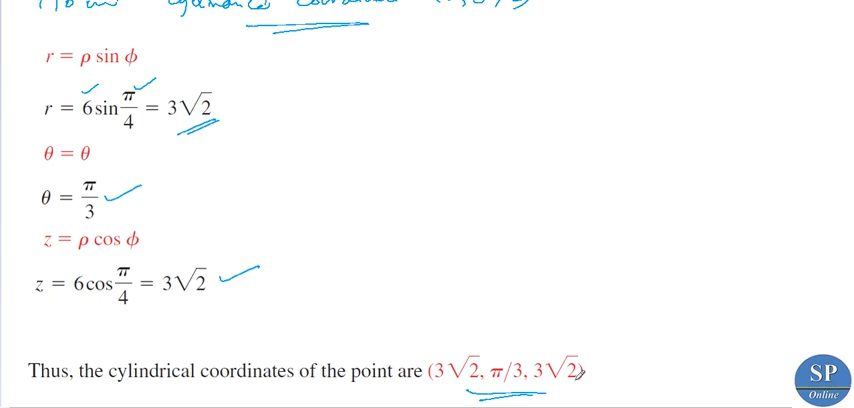 r = ρ sin ϕ
r = 6 sin π/4 = 3√2
θ = θ
θ = π/3
z = ρ cos ϕ
z = 6 cos π/4 = 3√2
Thus, the cylindrical coordinates of the point are (3√2, π/3, 3√2)
SP
Online